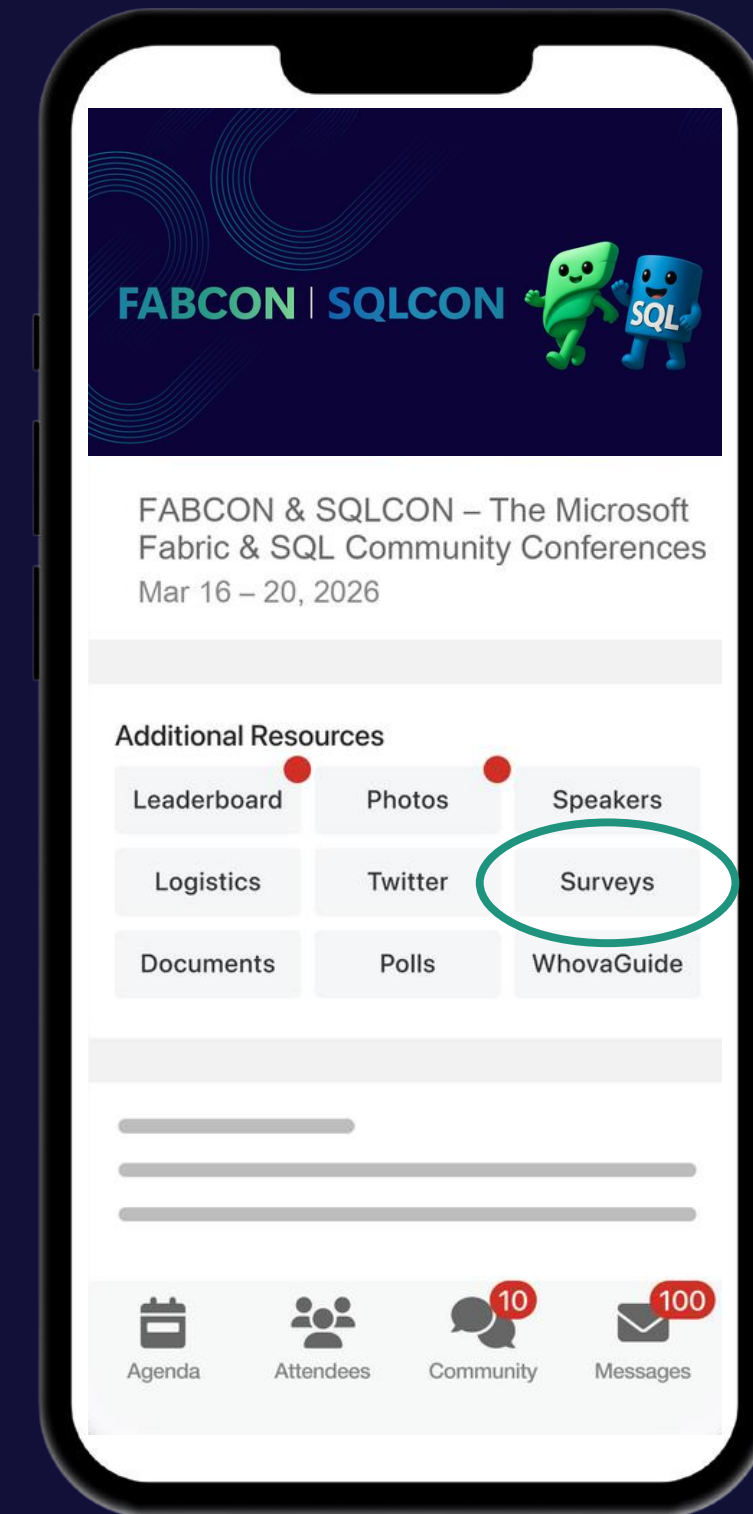 FABCON | SQLCON
SQL
FABCON & SQLCON – The Microsoft
Fabric & SQL Community Conferences
Mar 16 – 20, 2026
Additional Resources
Leaderboard Photos Speakers
Logistics Twitter Surveys
Documents Polls WhovaGuide
10 100
Agenda Attendees Community Messages